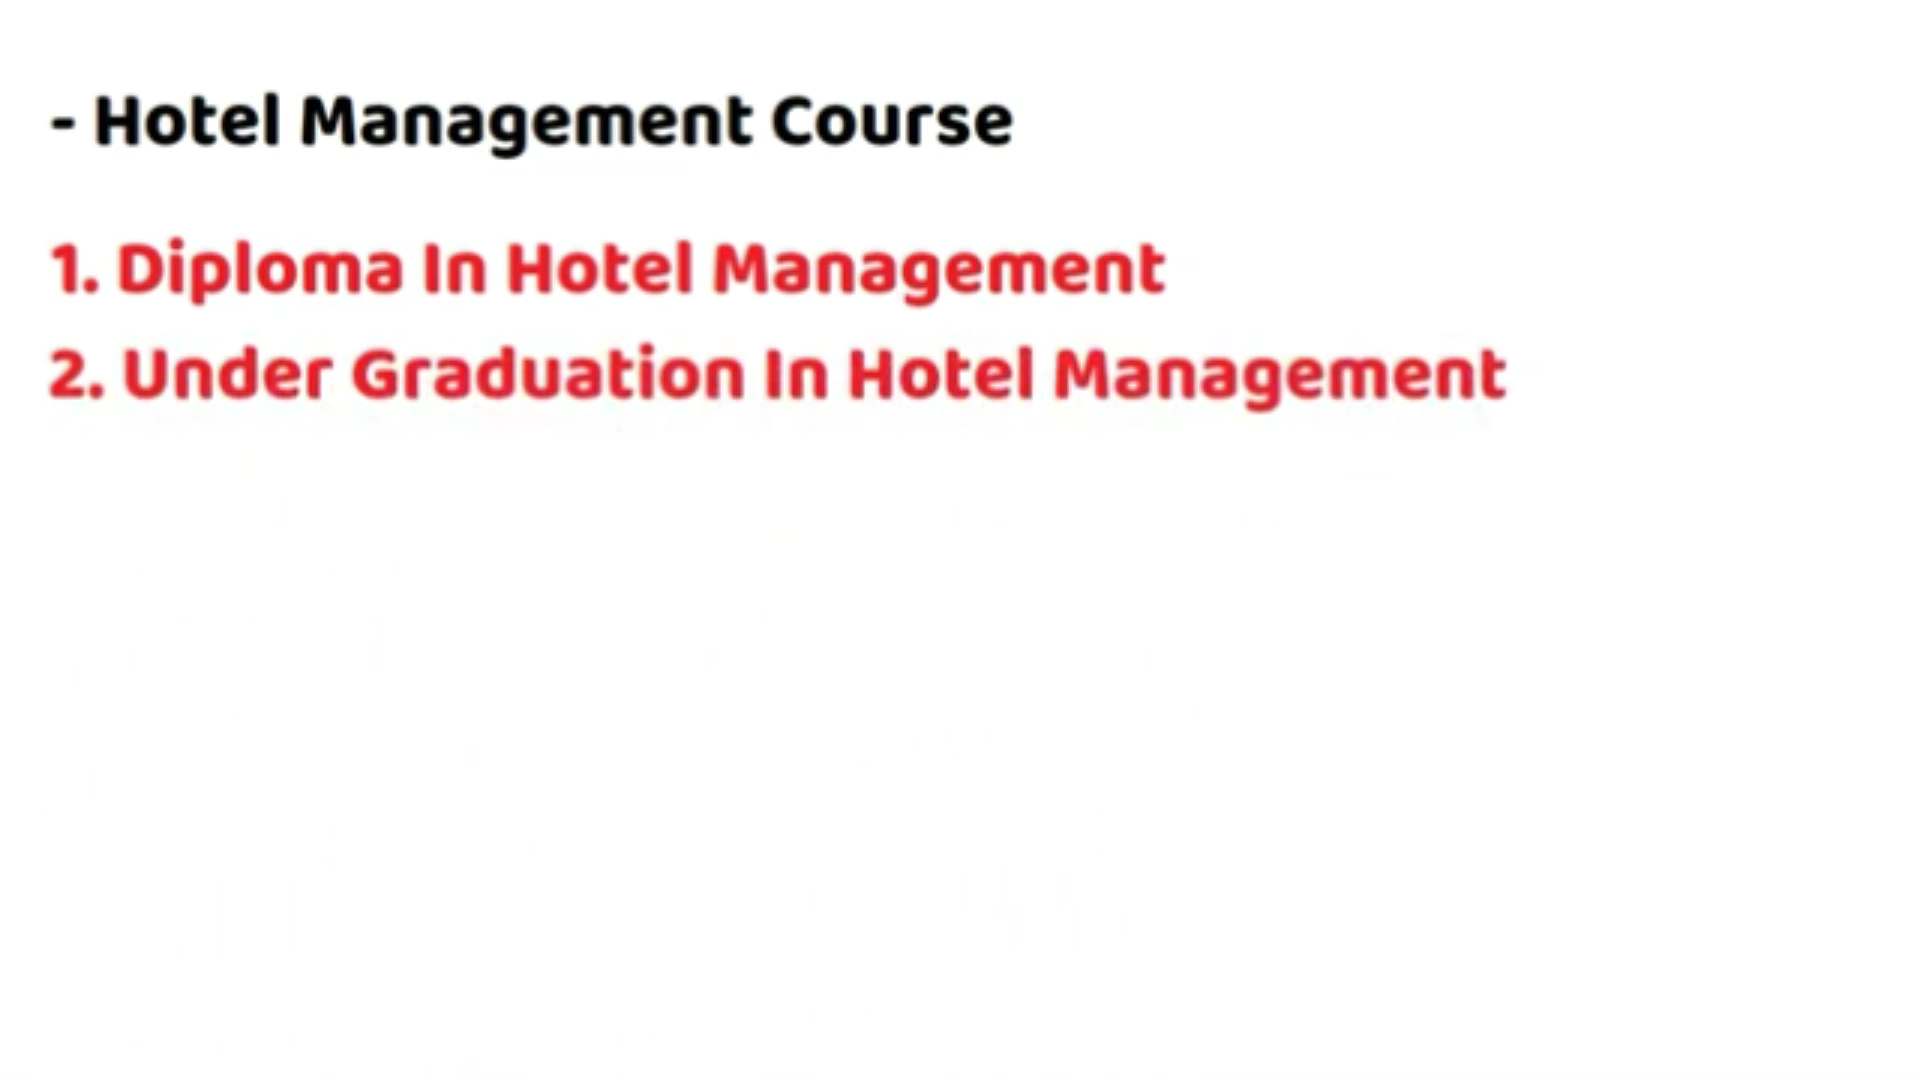 - Hotel Management Course
1. Diploma In Hotel Management
2. Under Graduation In Hotel Management